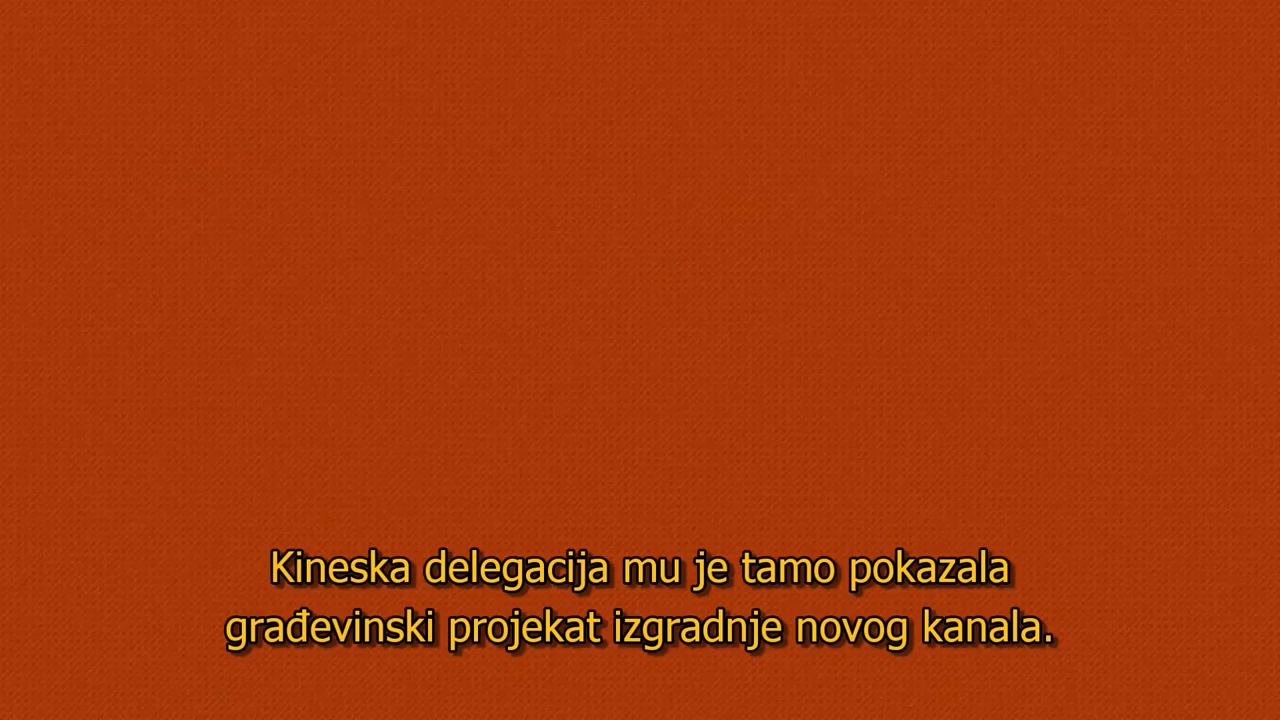 Kineska delegacija mu je tamo pokazala
građevinski projekat izgradnje novog kanala.